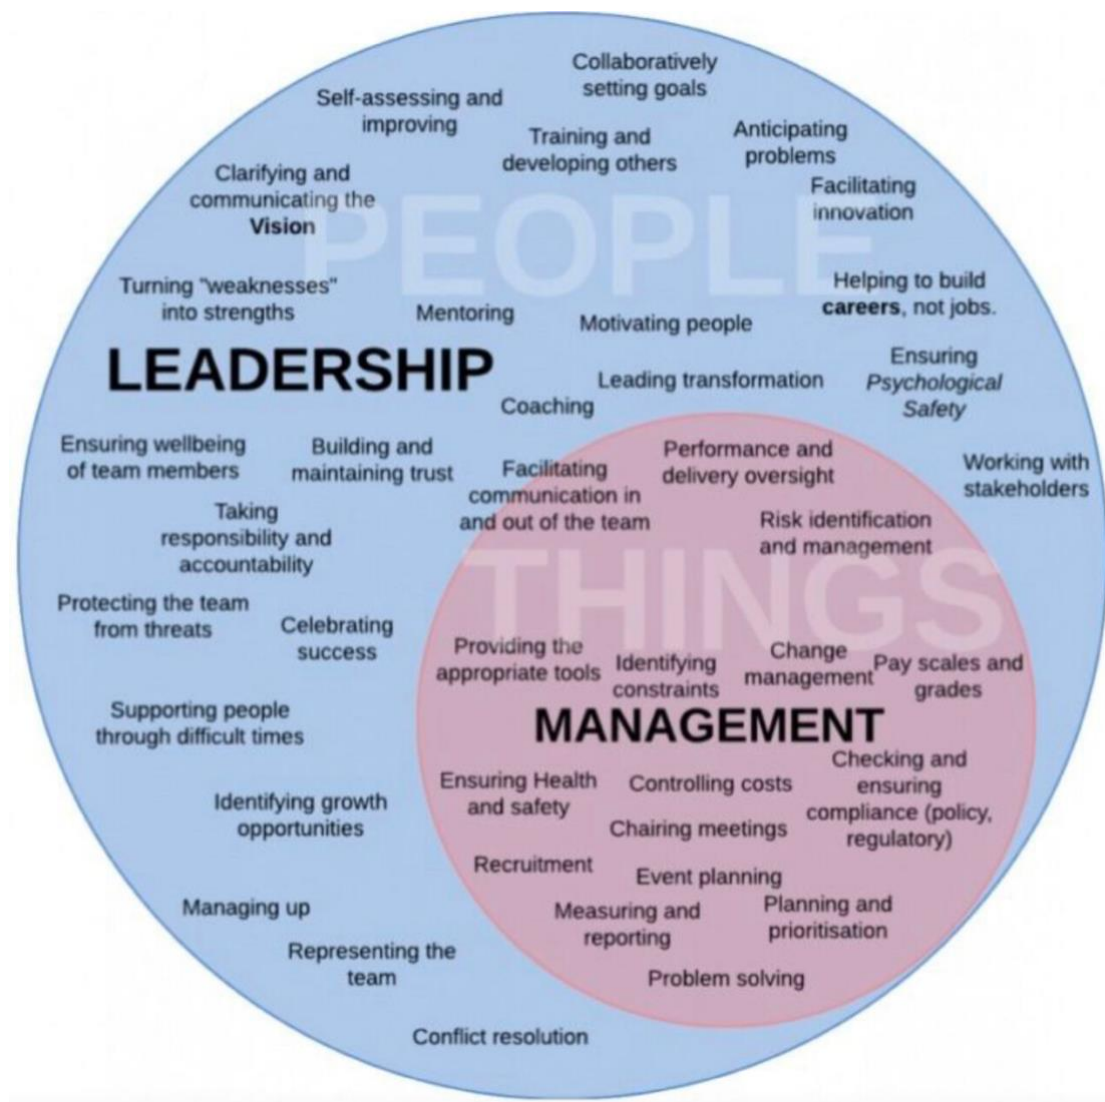 Collaboratively
setting goals
Self-assessing and
improving
Training and
developing others
Anticipating
problems
Clarifying and
communicating the
Vision
Facilitating
innovation
PEOPLE
Turning "weaknesses"
into strengths
Mentoring
Motivating people
Helping to build
careers, not jobs.
LEADERSHIP
Leading transformation
Ensuring
Psychological
Safety
Coaching
Ensuring wellbeing
of team members
Building and
maintaining trust
Facilitating
communication in
and out of the team
Performance and
delivery oversight
Working with
stakeholders
Taking
responsibility and
accountability
Risk identification
and management
THINGS
Protecting the team
from threats
Celebrating
success
Providing the
appropriate tools
Identifying
constraints
Change
management
Pay scales and
grades
MANAGEMENT
Supporting people
through difficult times
Ensuring Health
and safety
Controlling costs
Checking and
ensuring
compliance (policy,
regulatory)
Identifying growth
opportunities
Chairing meetings
Recruitment
Event planning
Managing up
Measuring and
reporting
Planning and
prioritisation
Representing the
team
Problem solving
Conflict resolution